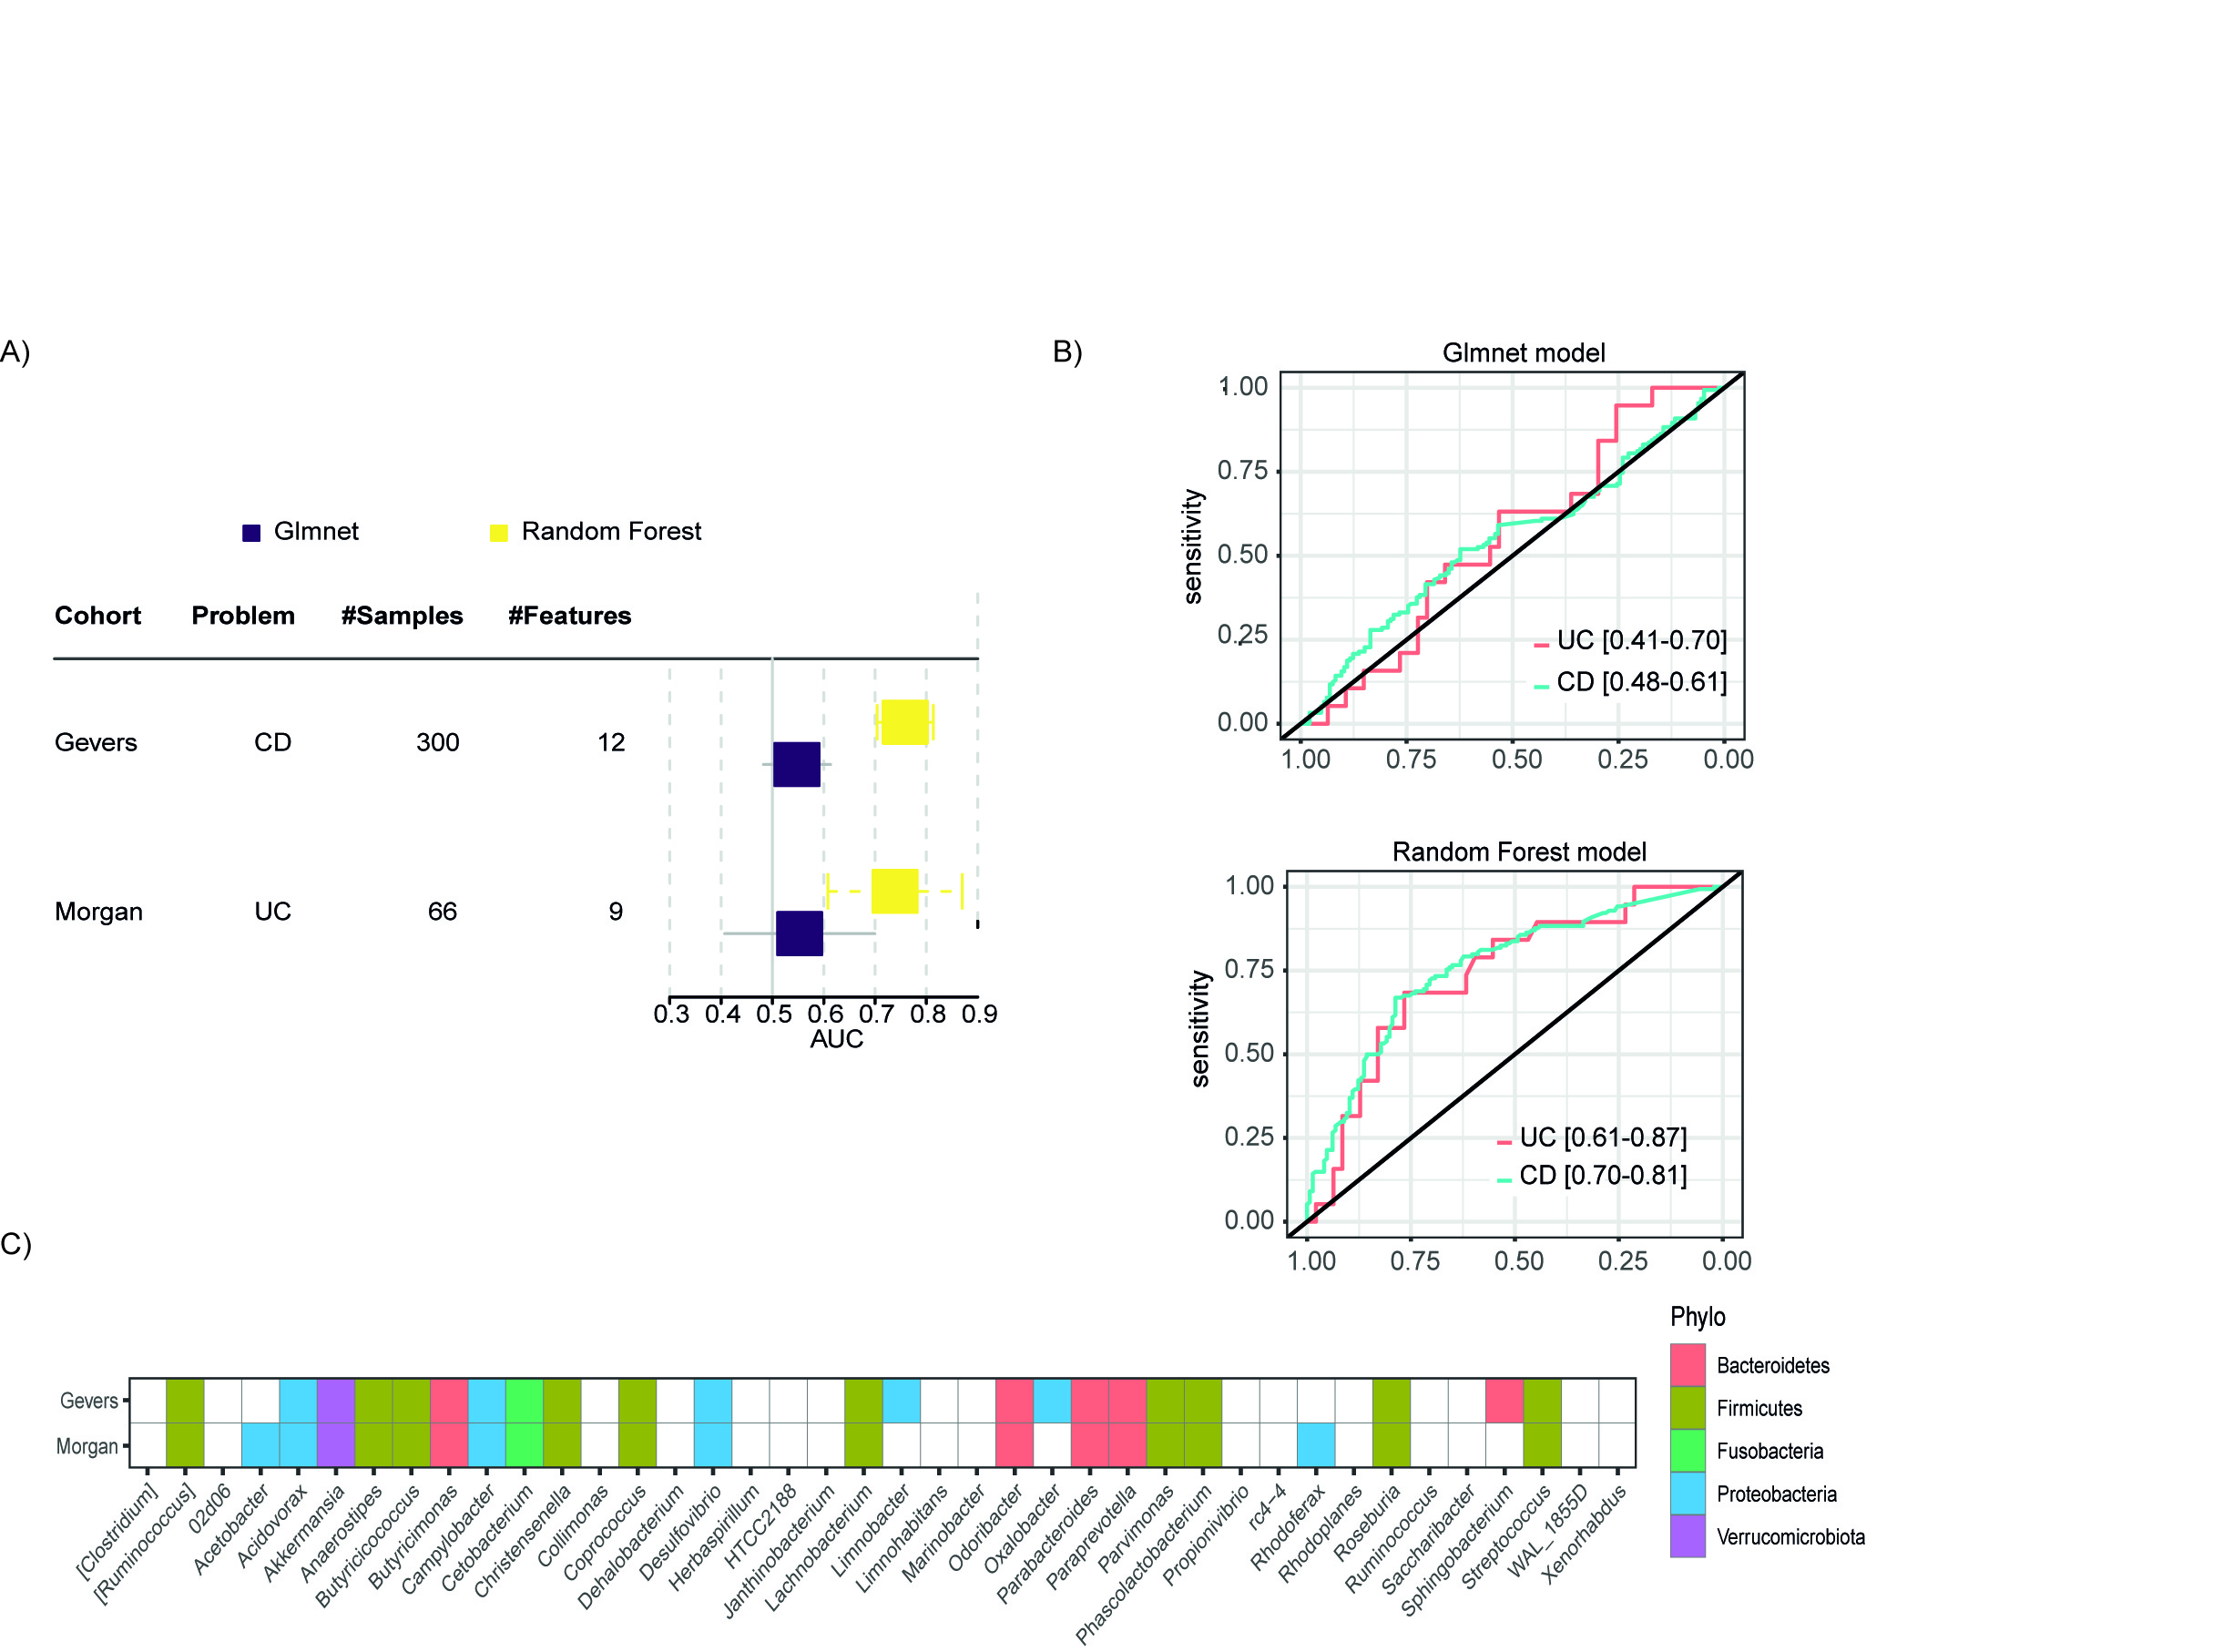 A)
Glmnet
Random Forest
Cohort Problem #Samples #Features
Gevers CD 300 12
Morgan UC 66 9
0.3 0.4 0.5 0.6 0.7 0.8 0.9
AUC
B)
Glmnet model
1.00
0.75
0.50
0.25
0.00
sensitivity
UC [0.41-0.70]
CD [0.48-0.61]
1.00 0.75 0.50 0.25 0.00
Random Forest model
1.00
0.75
0.50
0.25
0.00
sensitivity
UC [0.61-0.87]
CD [0.70-0.81]
1.00 0.75 0.50 0.25 0.00
C)
Gevers
Morgan
[Clostridium]
[Ruminococcus]
02d06
Acetobacter
Acidovorax
Akkermansia
Anaerostipes
Butyricicoccus
Butyricimonas
Campylobacter
Cetobacterium
Christensenella
Collimonas
Coprococcus
Dehalobacterium
Desulfovibrio
Herbaspirillum
HTCC2188
Janthinobacterium
Lachnobacterium
Limnobacter
Limnohabitans
Marinobacter
Odoribacter
Oxalobacter
Parabacteroides
Paraprevotella
Parvimonas
Phascolactobacterium
Propionivibrio
rc4-4
Rhodoferax
Rhodoplanes
Roseburia
Ruminococcus
Saccharibacter
Sphingobacterium
Streptococcus
WAL_1855D
Xenorhabdus
Phylo
Bacteroidetes
Firmicutes
Fusobacteria
Proteobacteria
Verrucomicrobiota